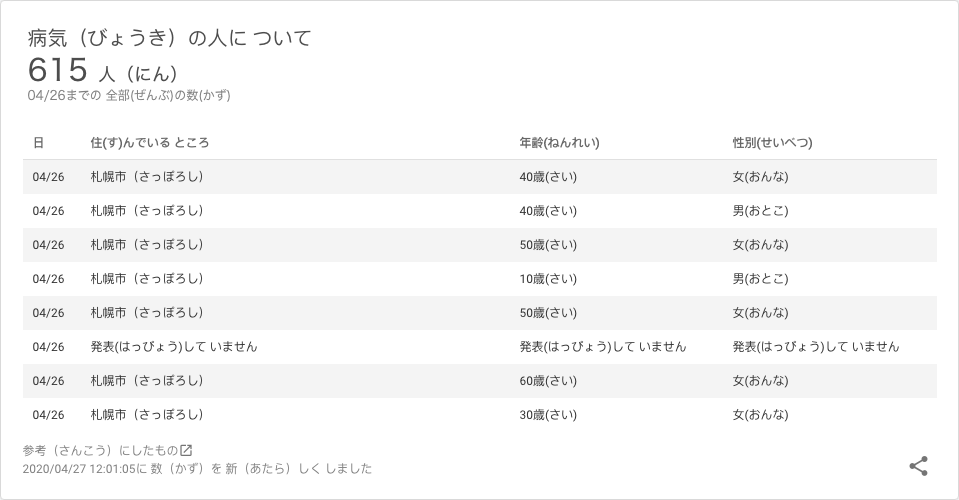 病気（びょうき）の人に ついて
615 人（にん）
04/26までの 全部(ぜんぶ)の数(かず)
日 住(す)んでいる ところ 年齢(ねんれい) 性別(せいべつ)
04/26 札幌市（さっぽろし） 40歳(さい) 女(おんな)
04/26 札幌市（さっぽろし） 40歳(さい) 男(おとこ)
04/26 札幌市（さっぽろし） 50歳(さい) 女(おんな)
04/26 札幌市（さっぽろし） 10歳(さい) 男(おとこ)
04/26 札幌市（さっぽろし） 50歳(さい) 女(おんな)
04/26 発表(はっぴょう)して いません 発表(はっぴょう)して いません 発表(はっぴょう)して いません
04/26 札幌市（さっぽろし） 60歳(さい) 女(おんな)
04/26 札幌市（さっぽろし） 30歳(さい) 女(おんな)
参考（さんこう）にしたもの
2020/04/27 12:01:05に 数（かず）を 新（あたら）しく しました